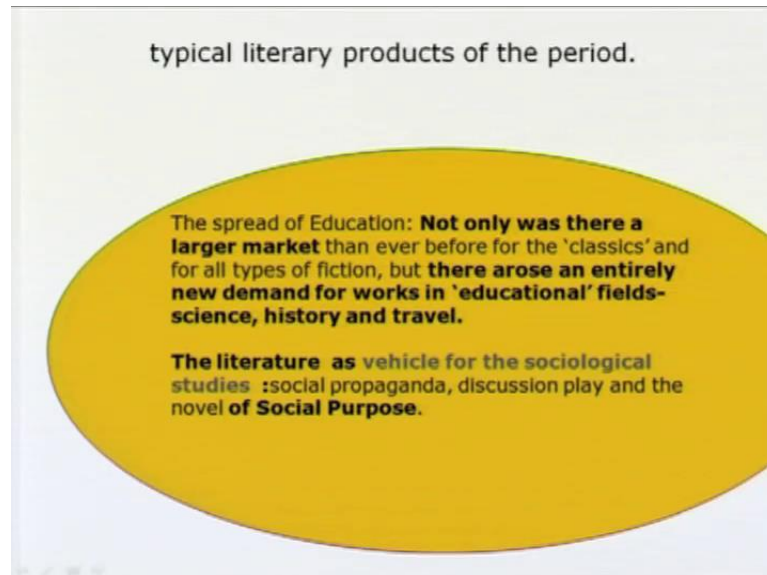 typical literary products of the period.
The spread of Education: Not only was there a
larger market than ever before for the ‘classics’ and
for all types of fiction, but there arose an entirely
new demand for works in ‘educational’ fields-
science, history and travel.
The literature as vehicle for the sociological
studies :social propaganda, discussion play and the
novel of Social Purpose.